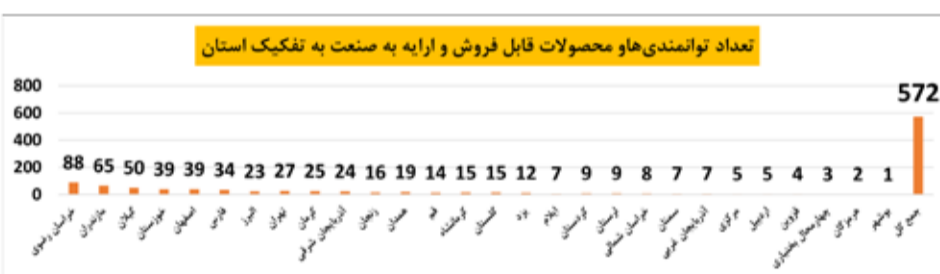 تعداد توانمندی‌هاو محصولات قابل فروش و ارایه به صنعت به تفکیک استان
800
600
400
200
0
88 65 50 39 39 34 23 27 25 24 16 19 14 15 15 12 7 9 9 8 7 7 5 5 4 3 2 1 572
خراسان رضوی
مازندران
گیلان
خوزستان
اصفهان
فارس
البرز
تهران
کرمان
آذربایجان شرقی
زنجان
همدان
قم
کرمانشاه
گلستان
یزد
ایلام
کردستان
لرستان
خراسان شمالی
سمنان
آذربایجان غربی
مرکزی
اردبیل
قزوین
چهارمحال بختیاری
هرمزگان
بوشهر
جمع کل